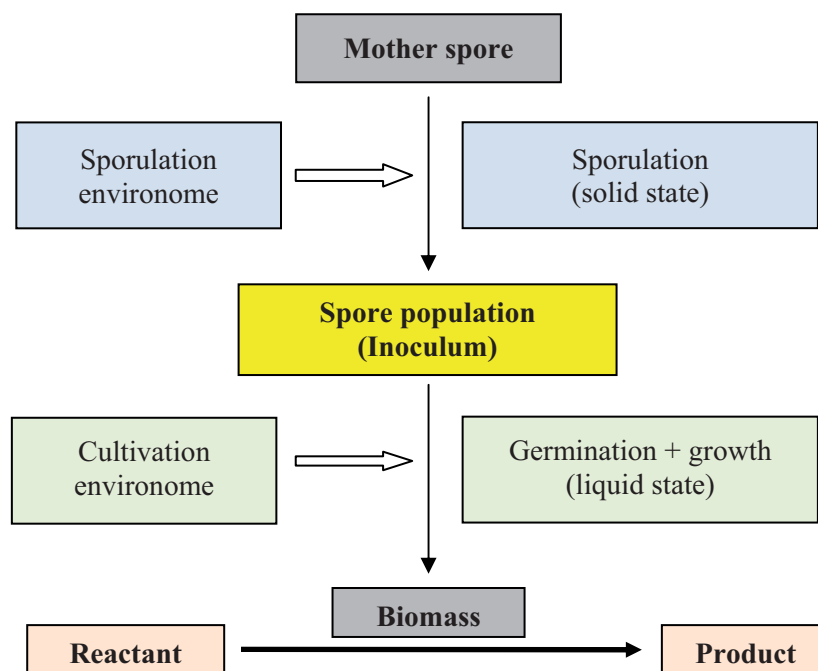 Mother spore
Sporulation
environome
Sporulation
(solid state)
Spore population
(Inoculum)
Cultivation
environome
Germination + growth
(liquid state)
Biomass
Reactant
Product